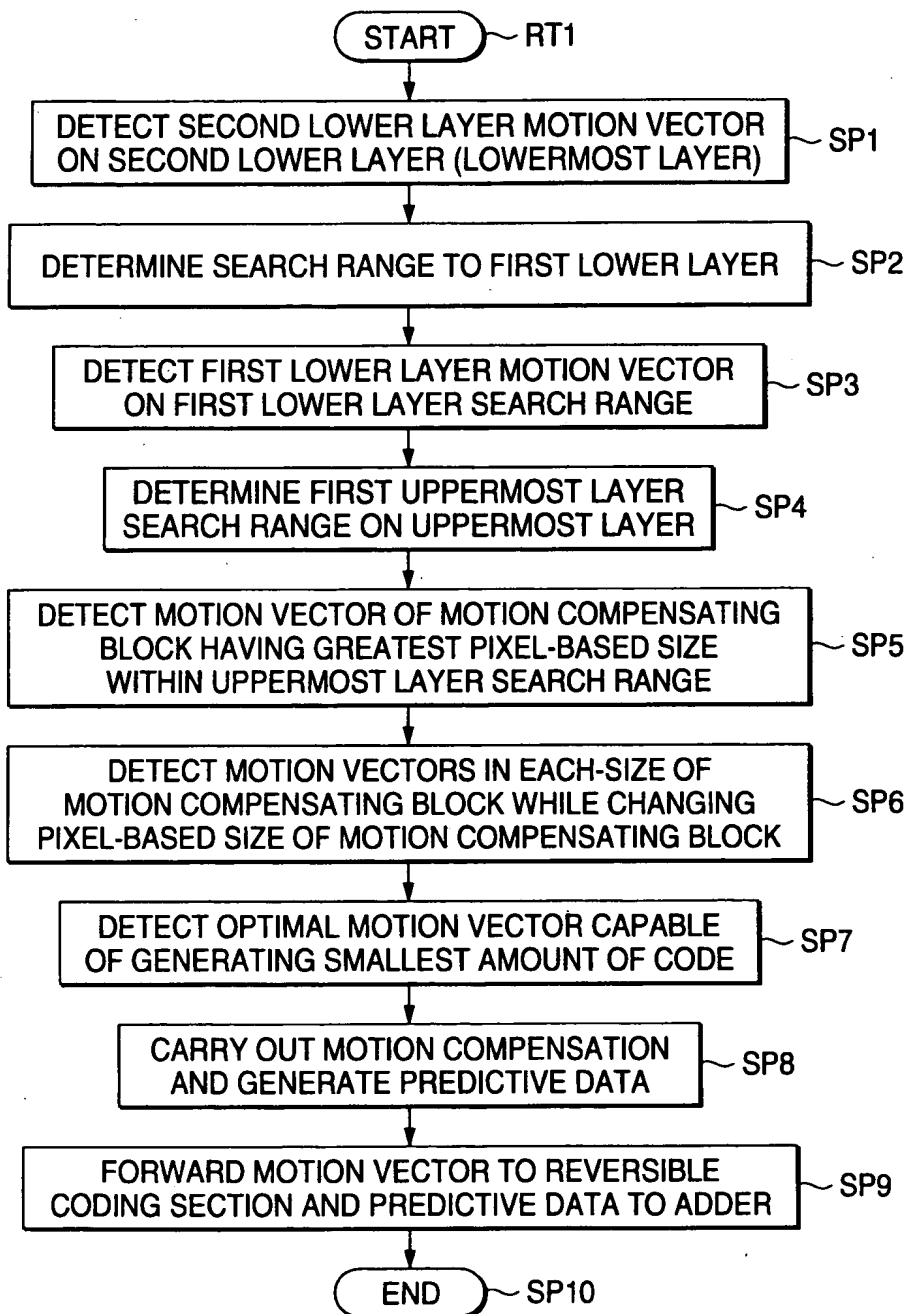 START
RT1
DETECT SECOND LOWER LAYER MOTION VECTOR
ON SECOND LOWER LAYER (LOWERMOST LAYER)
SP1
DETERMINE SEARCH RANGE TO FIRST LOWER LAYER
SP2
DETECT FIRST LOWER LAYER MOTION VECTOR
ON FIRST LOWER LAYER SEARCH RANGE
SP3
DETERMINE FIRST UPPERMOST LAYER
SEARCH RANGE ON UPPERMOST LAYER
SP4
DETECT MOTION VECTOR OF MOTION COMPENSATING
BLOCK HAVING GREATEST PIXEL-BASED SIZE
WITHIN UPPERMOST LAYER SEARCH RANGE
SP5
DETECT MOTION VECTORS IN EACH-SIZE OF
MOTION COMPENSATING BLOCK WHILE CHANGING
PIXEL-BASED SIZE OF MOTION COMPENSATING BLOCK
SP6
DETECT OPTIMAL MOTION VECTOR CAPABLE
OF GENERATING SMALLEST AMOUNT OF CODE
SP7
CARRY OUT MOTION COMPENSATION
AND GENERATE PREDICTIVE DATA
SP8
FORWARD MOTION VECTOR TO REVERSIBLE
CODING SECTION AND PREDICTIVE DATA TO ADDER
SP9
END
SP10